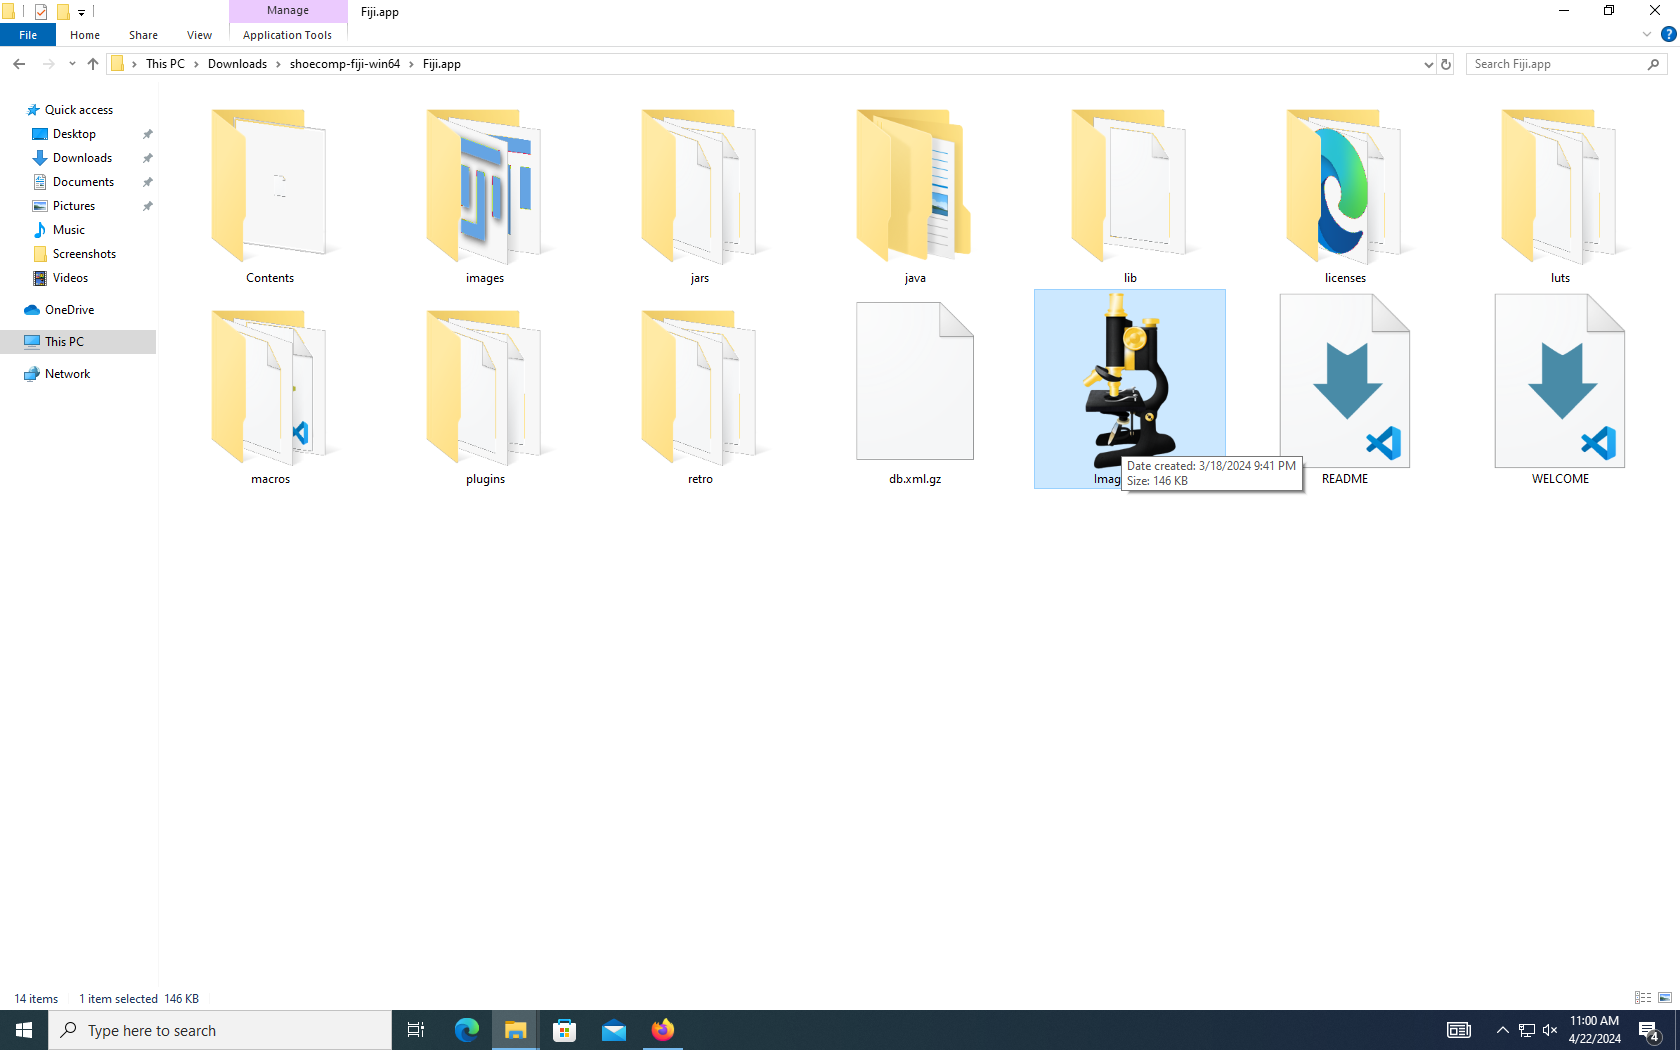 Manage
Fiji.app
File
Home
Share
View
Application Tools
This PC
Downloads
shoecomp-fiji-win64
Fiji.app
Search Fiji.app
Quick access
Desktop
Downloads
Documents
Pictures
Music
Screenshots
Videos
OneDrive
This PC
Network
Contents
images
jars
java
lib
licenses
luts
macros
plugins
retro
db.xml.gz
Imag
README
WELCOME
Date created: 3/18/2024 9:41 PM
Size: 146 KB
14 items
1 item selected 146 KB
Type here to search
11:00 AM
4/22/2024
4